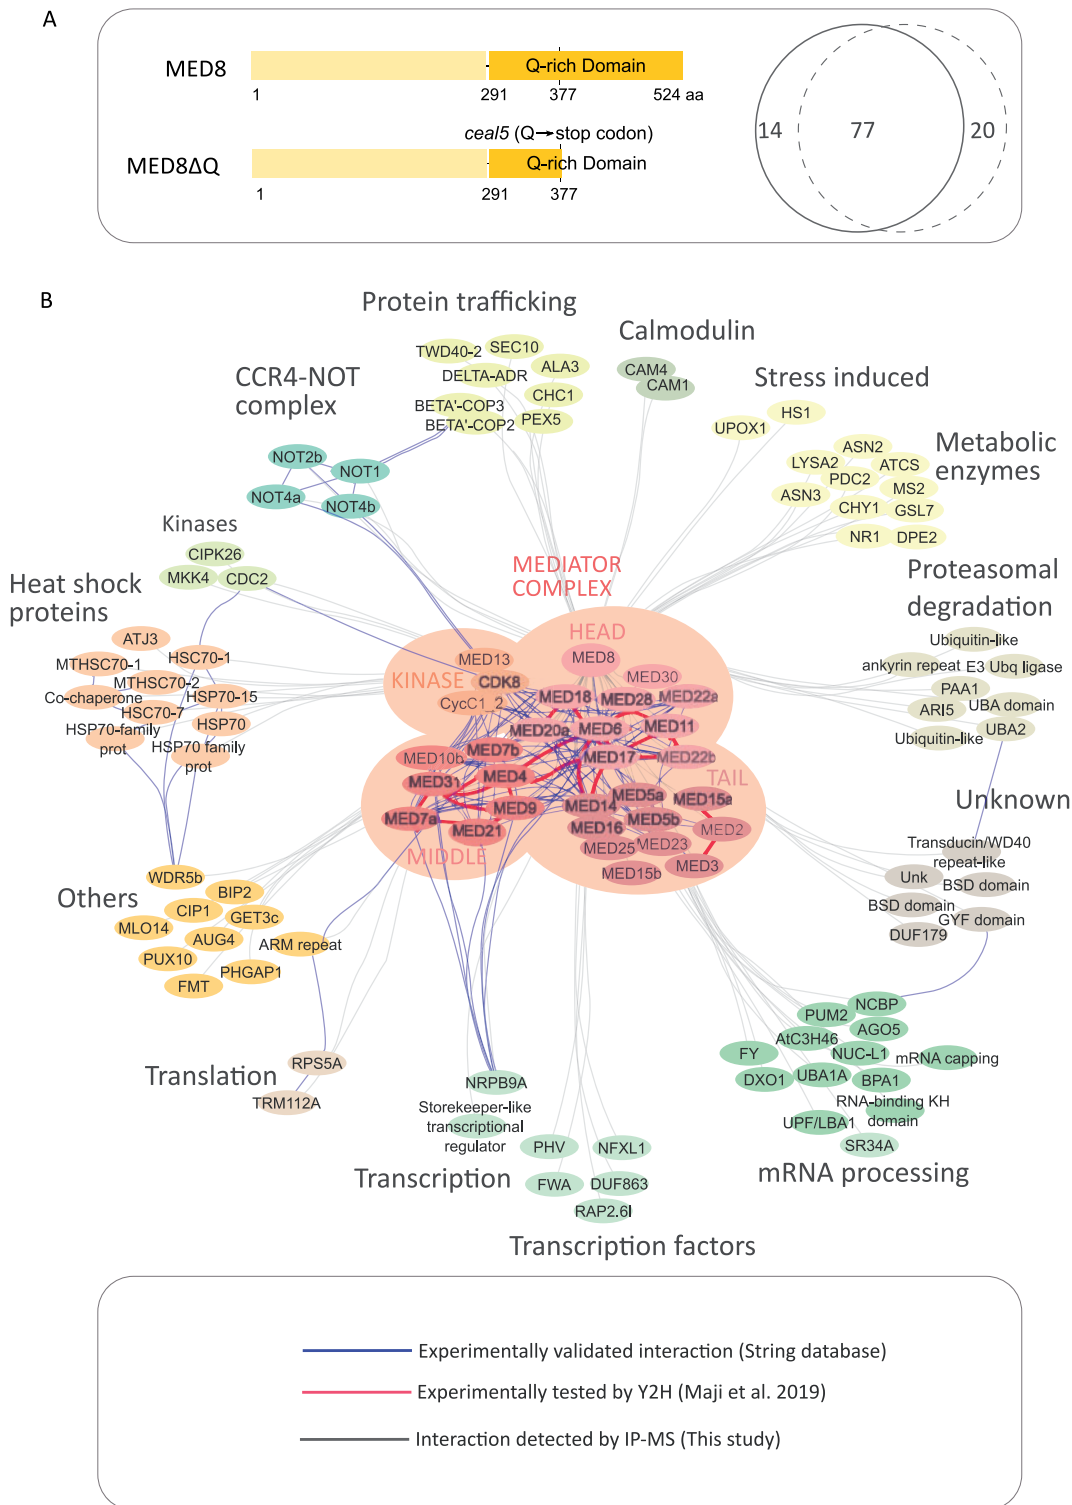 A
MED8
Q-rich Domain
1
291
377
524 aa
ceal5 (Q→stop codon)
MED8ΔQ
Q-rich Domain
1
291
377
14
77
20
B
Protein trafficking
TWD40-2
SEC10
DELTA-ADR
ALA3
CHC1
BETA'-COP3
BETA'-COP2
PEX5
Calmodulin
CAM4
CAM1
Stress induced
HS1
UPOX1
Metabolic
enzymes
ASN2
LYSA2
ATCS
PDC2
MS2
ASN3
CHY1
GSL7
NR1
DPE2
CCR4-NOT
complex
NOT2b
NOT1
NOT4a
NOT4b
Kinases
CIPK26
MKK4
CDC2
Heat shock
proteins
ATJ3
MTHSC70-1
HSC70-1
MTHSC70-2
Co-chaperone
HSP70-15
HSC70-7
HSP70-family
prot
HSP70
HSP70 family
prot
MEDIATOR
COMPLEX
HEAD
MED8
MED13
KINASE
CDK8
CycC1_2
MED30
MED18
MED28
MED22a
MED20a
MED6
MED11
MED10b
MED7b
MED17
MED22b
MED31
MED4
TAIL
MED7a
MED9
MED14
MED5a
MED15a
MED21
MED16
MED5b
MED2
MIDDLE
MED25
MED23
MED3
MED15b
Proteasomal
degradation
Ubiquitin-like
ankyrin repeat
E3 Ubq ligase
PAA1
UBA domain
ARI5
Ubiquitin-like
UBA2
Unknown
Transducin/WD40
repeat-like
Unk
BSD domain
BSD domain
GYF domain
DUF179
Others
WDR5b
BIP2
CIP1
GET3c
MLO14
AUG4
ARM repeat
PUX10
PHGAP1
FMT
Translation
RPS5A
TRM112A
NRPB9A
Storekeeper-like
transcriptional
regulator
Transcription
PHV
NFXL1
FWA
DUF863
RAP2.6l
Transcription factors
NCBP
PUM2
AtC3H46
AGO5
FY
NUC-L1
mRNA capping
DXO1
UBA1A
BPA1
RNA-binding KH
domain
UPF/LBA1
SR34A
mRNA processing
Experimentally validated interaction (String database)
Experimentally tested by Y2H (Maji et al. 2019)
Interaction detected by IP-MS (This study)